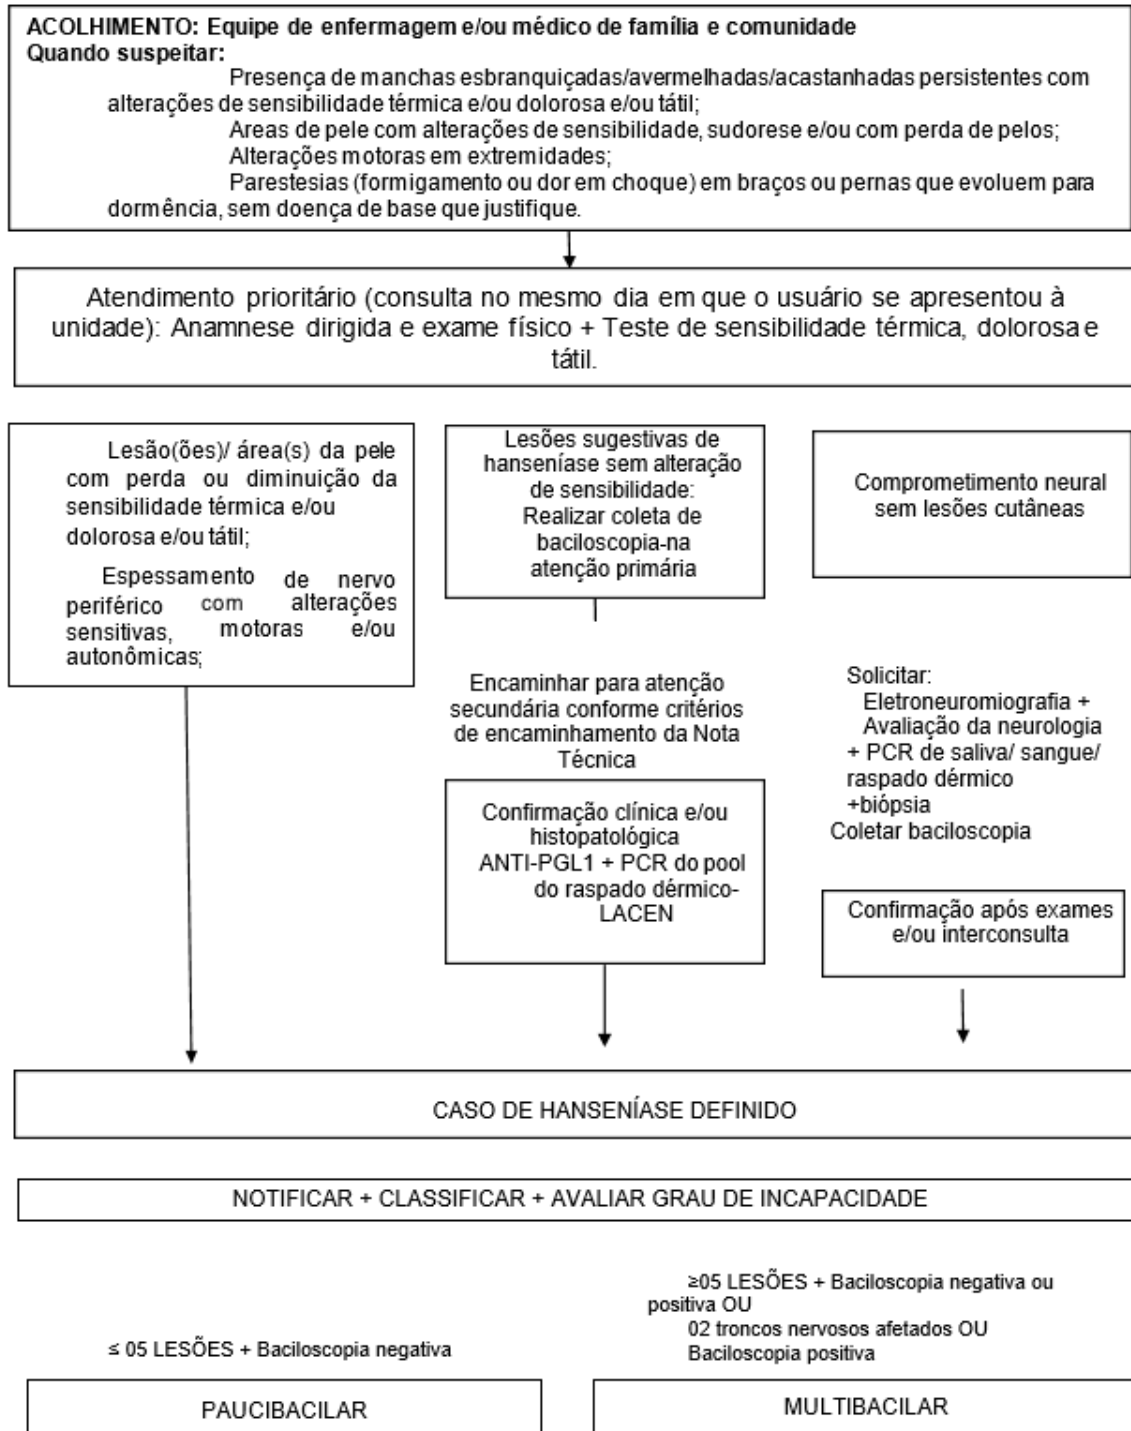 ACOLHIMENTO: Equipe de enfermagem e/ou médico de família e comunidade
Quando suspeitar:
Presença de manchas esbranquiçadas/avermelhadas/acastanhadas persistentes com
alterações de sensibilidade térmica e/ou dolorosa e/ou tátil;
Areas de pele com alterações de sensibilidade, sudorese e/ou com perda de pelos;
Alterações motoras em extremidades;
Parestesias (formigamento ou dor em choque) em braços ou pernas que evoluem para
dormência, sem doença de base que justifique.
Atendimento prioritário (consulta no mesmo dia em que o usuário se apresentou à
unidade): Anamnese dirigida e exame físico + Teste de sensibilidade térmica, dolorosa e
tátil.
Lesão(ões)/ área(s) da pele
com perda ou diminuição da
sensibilidade térmica e/ou
dolorosa e/ou tátil;
Espessamento de nervo
periférico com alterações
sensitivas, motoras e/ou
autonômicas;
Lesões sugestivas de
hanseníase sem alteração
de sensibilidade:
Realizar coleta de
baciloscopia-na
atenção primária
Encaminhar para atenção
secundária conforme critérios
de encaminhamento da Nota
Técnica
Confirmação clínica e/ou
histopatológica
ANTI-PGL1 + PCR do pool
do raspado dérmico-
LACEN
Comprometimento neural
sem lesões cutâneas
Solicitar:
Eletroneuromiografia +
Avaliação da neurologia
+ PCR de saliva/ sangue/
raspado dérmico
+biópsia
Coletar baciloscopia
Confirmação após exames
e/ou interconsulta
CASO DE HANSENÍASE DEFINIDO
NOTIFICAR + CLASSIFICAR + AVALIAR GRAU DE INCAPACIDADE
≤ 05 LESÕES + Baciloscopia negativa
PAUCIBACILAR
≥05 LESÕES + Baciloscopia negativa ou
positiva OU
02 troncos nervosos afetados OU
Baciloscopia positiva
MULTIBACILAR